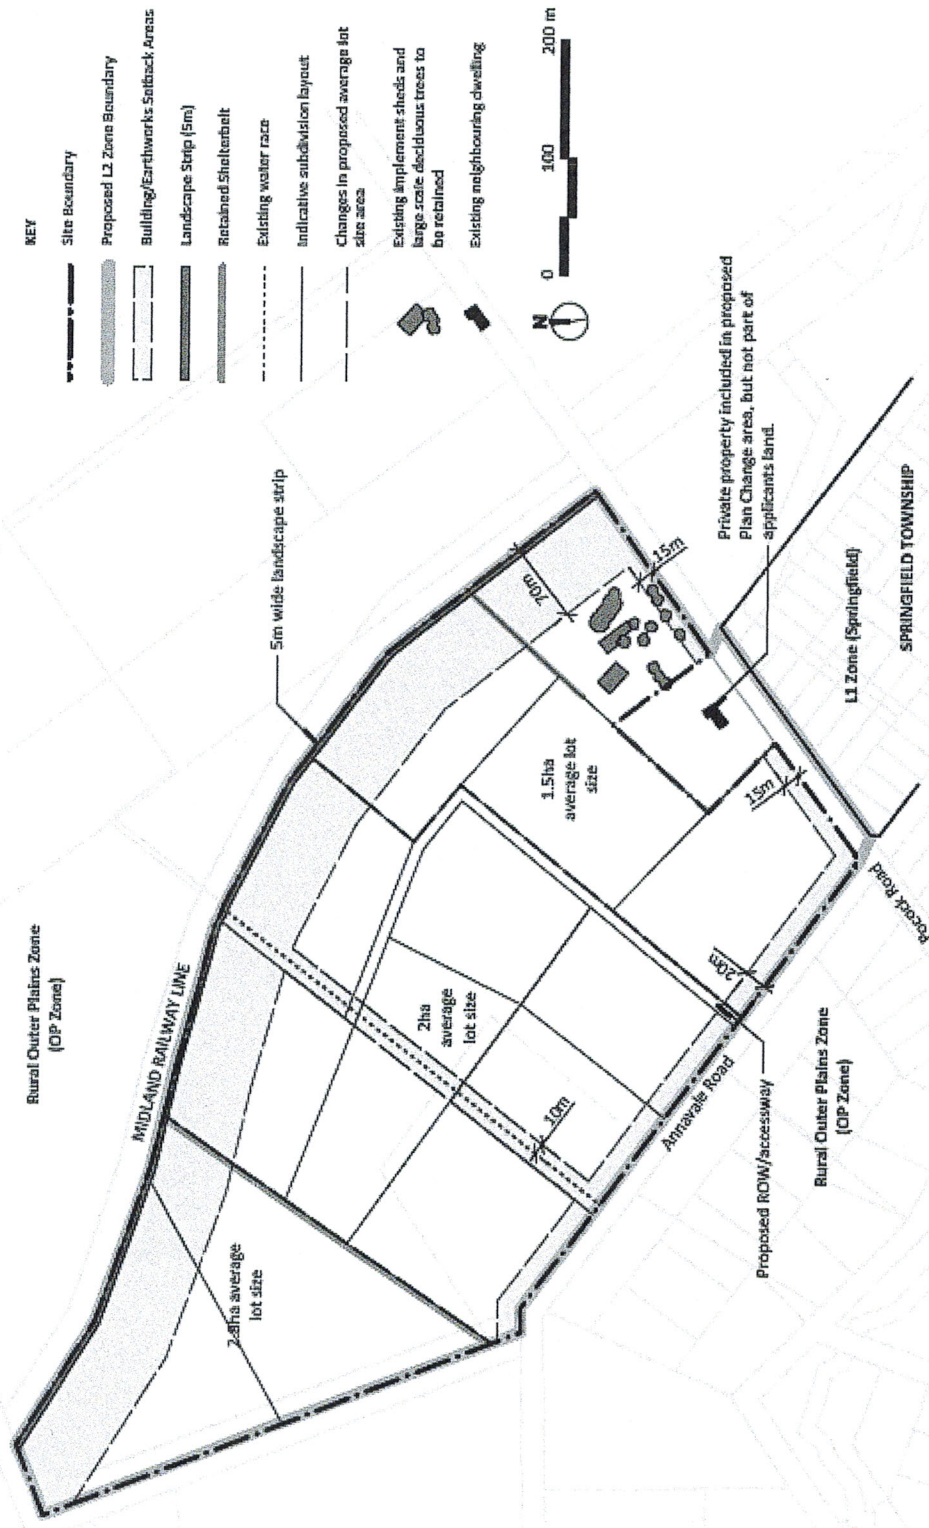 KEY
Site Boundary
Proposed L2 Zone Boundary
Building/Earthworks Setback Areas
Landscape Strip (5m)
Retained Shelterbelt
Existing water race
Indicative subdivision layout
Changes in proposed average lot
size area
Existing implement sheds and
large scale deciduous trees to
be retained
Existing neighbouring dwelling
N
0
100
200 m
Rural Outer Plains Zone
(OP Zone)
MIDLAND RAILWAY LINE
5m wide landscape strip
70m
15m
1.5ha
average lot
size
2ha
average
lot size
2.8ha average
lot size
10m
20m
15m
Private property included in proposed
Plan Change area, but not part of
applicants land.
Annavale Road
Pocock Road
Proposed ROW/accessway
Rural Outer Plains Zone
(OP Zone)
L1 Zone (Springfield)
SPRINGFIELD TOWNSHIP